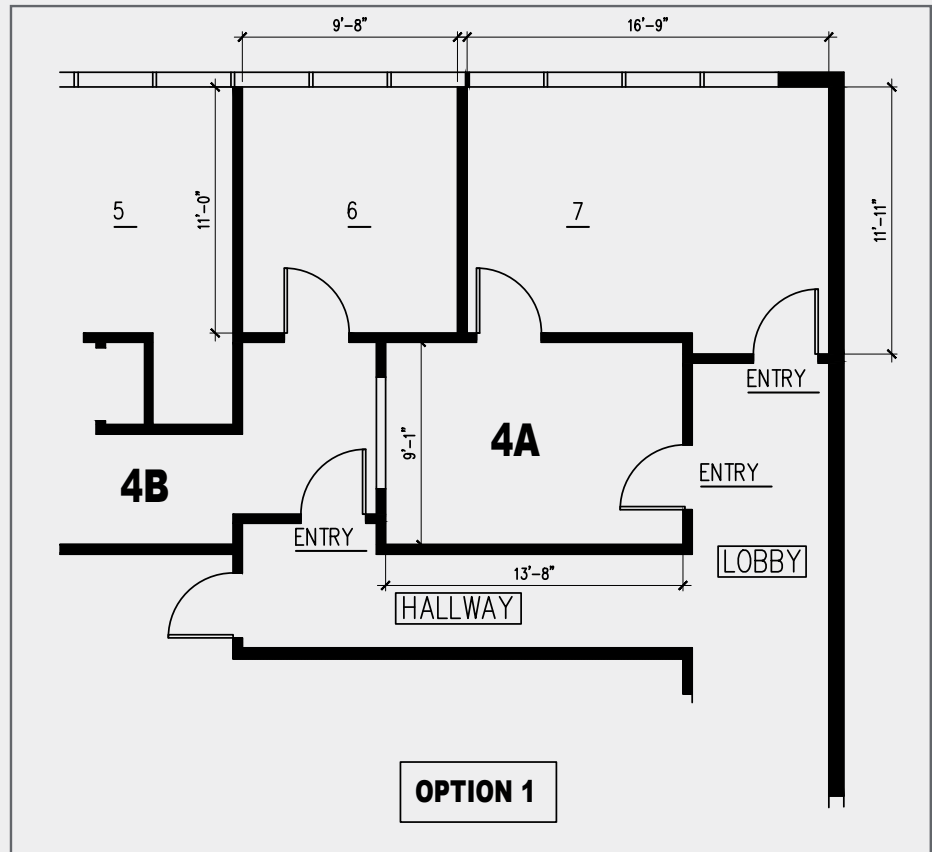 9'-8"
16'-9"
5
11'-0"
6
7
11'-11"
ENTRY
4A
9'-1"
4B
ENTRY
ENTRY
LOBBY
13'-8"
HALLWAY
OPTION 1